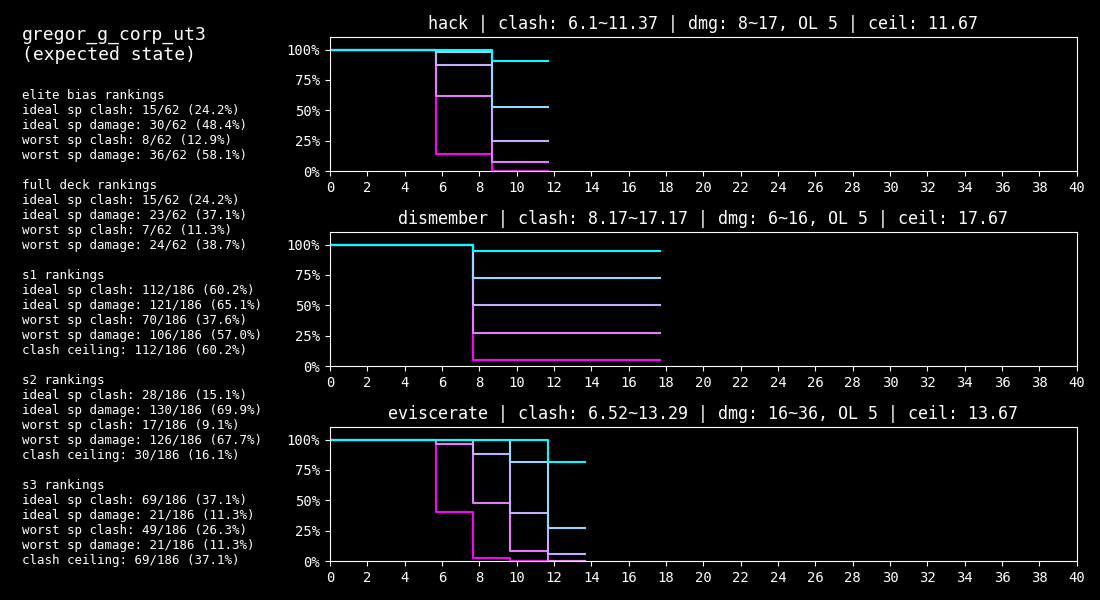 gregor_g_corp_ut3
(expected state)
elite bias rankings
ideal sp clash: 15/62 (24.2%)
ideal sp damage: 30/62 (48.4%)
worst sp clash: 8/62 (12.9%)
worst sp damage: 36/62 (58.1%)
full deck rankings
ideal sp clash: 15/62 (24.2%)
ideal sp damage: 23/62 (37.1%)
worst sp clash: 7/62 (11.3%)
worst sp damage: 24/62 (38.7%)
s1 rankings
ideal sp clash: 112/186 (60.2%)
ideal sp damage: 121/186 (65.1%)
worst sp clash: 70/186 (37.6%)
worst sp damage: 106/186 (57.0%)
clash ceiling: 112/186 (60.2%)
s2 rankings
ideal sp clash: 28/186 (15.1%)
ideal sp damage: 130/186 (69.9%)
worst sp clash: 17/186 (9.1%)
worst sp damage: 126/186 (67.7%)
clash ceiling: 30/186 (16.1%)
s3 rankings
ideal sp clash: 69/186 (37.1%)
ideal sp damage: 21/186 (11.3%)
worst sp clash: 49/186 (26.3%)
worst sp damage: 21/186 (11.3%)
clash ceiling: 69/186 (37.1%)
hack | clash: 6.1~11.37 | dmg: 8~17, OL 5 | ceil: 11.67
100%
75%
50%
25%
0%
0 2 4 6 8 10 12 14 16 18 20 22 24 26 28 30 32 34 36 38 40
dismember | clash: 8.17~17.17 | dmg: 6~16, OL 5 | ceil: 17.67
100%
75%
50%
25%
0%
0 2 4 6 8 10 12 14 16 18 20 22 24 26 28 30 32 34 36 38 40
eviscerate | clash: 6.52~13.29 | dmg: 16~36, OL 5 | ceil: 13.67
100%
75%
50%
25%
0%
0 2 4 6 8 10 12 14 16 18 20 22 24 26 28 30 32 34 36 38 40